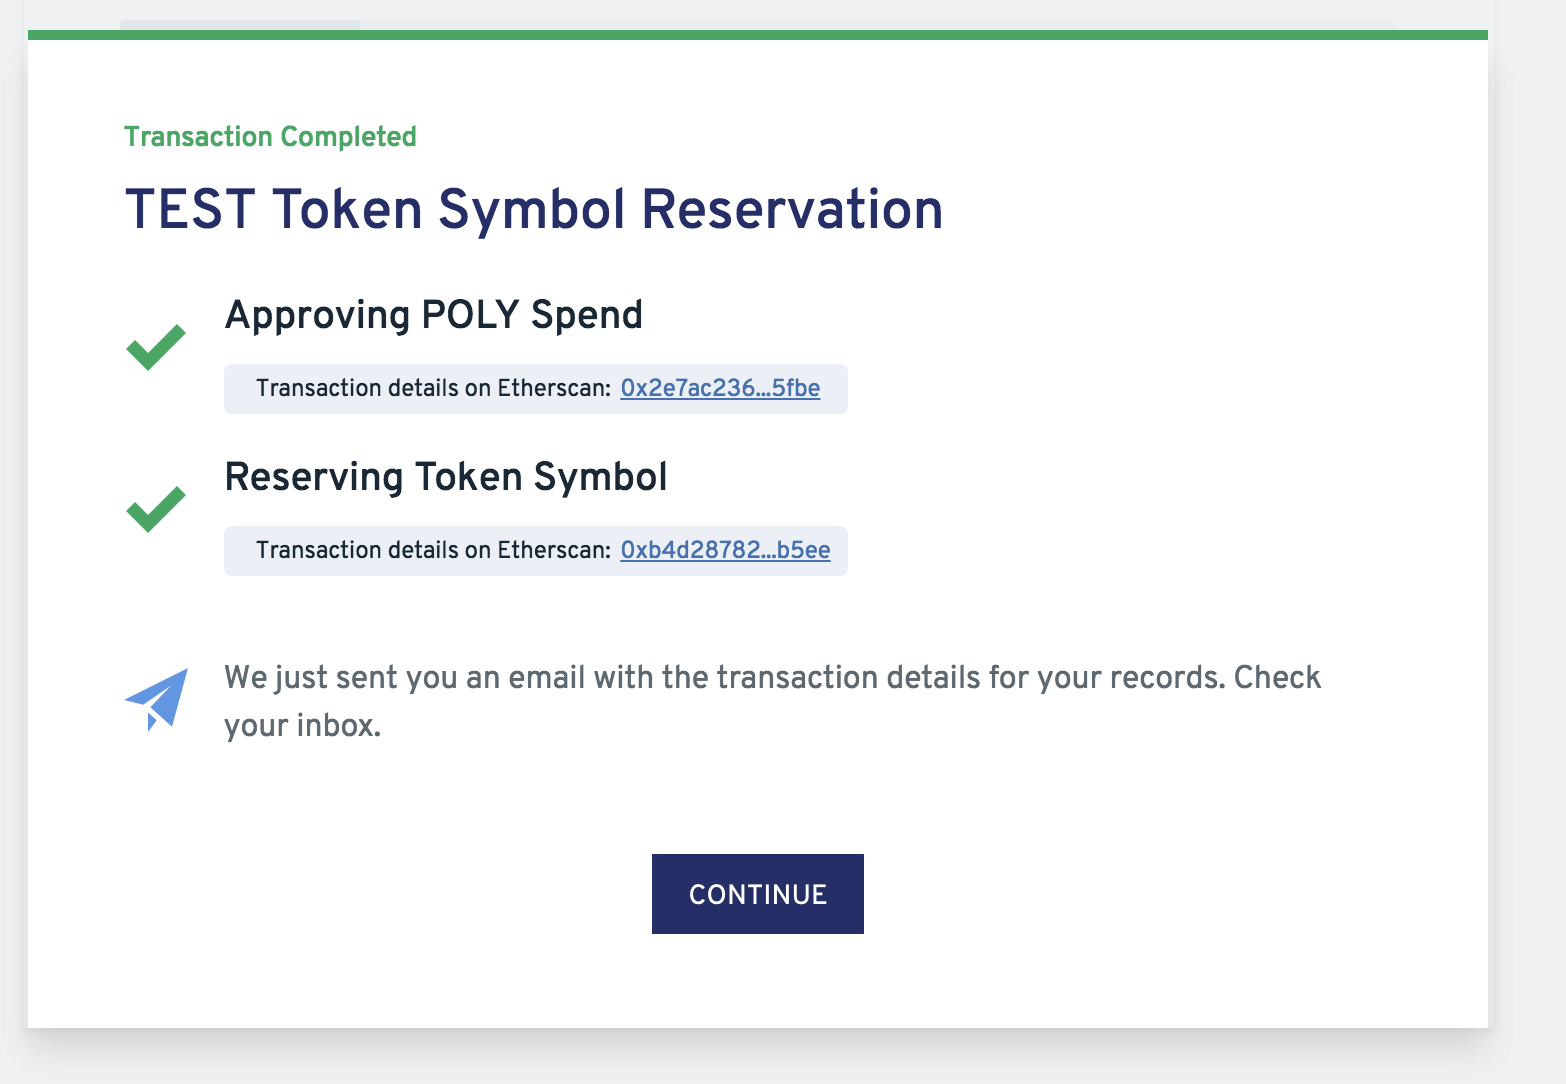 Transaction Completed
TEST Token Symbol Reservation
Approving POLY Spend
Transaction details on Etherscan: 0x2e7ac236...5fbe
Reserving Token Symbol
Transaction details on Etherscan: 0xb4d28782...b5ee
We just sent you an email with the transaction details for your records. Check
your inbox.
CONTINUE